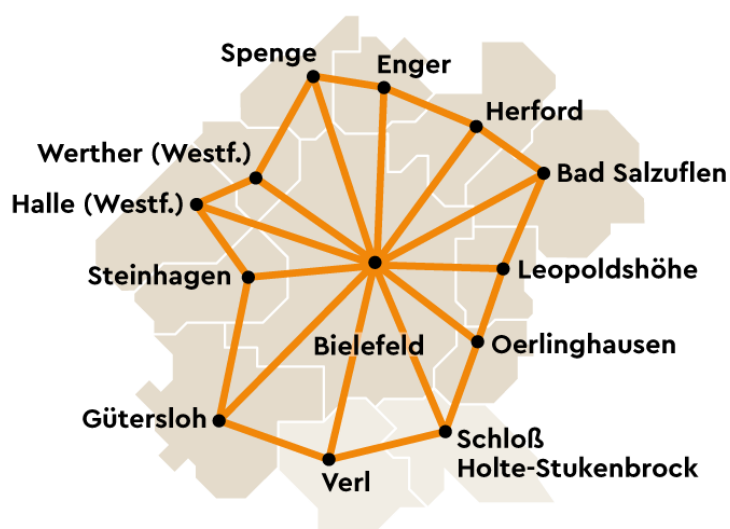 Spenge
Enger
Herford
Werther (Westf.)
Bad Salzuflen
Halle (Westf.)
Steinhagen
Leopoldshöhe
Bielefeld
Oerlinghausen
Gütersloh
Schloß
Holte-Stukenbrock
Verl